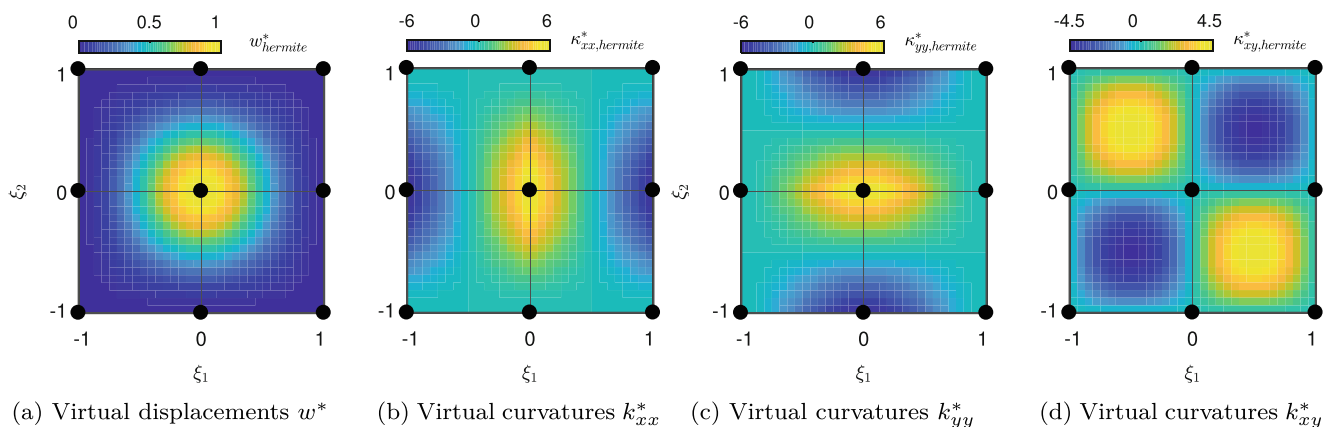 0 0.5 1 w*hermite
-6 0 6 κ*xx,hermite
-6 0 6 κ*yy,hermite
-4.5 0 4.5 κ*xy,hermite
1
ξ2 0
-1
-1 0 1
ξ1
1
0
-1
-1 0 1
ξ1
1
ξ2 0
-1
-1 0 1
ξ1
1
0
-1
-1 0 1
ξ1
(a) Virtual displacements w*
(b) Virtual curvatures k*xx
(c) Virtual curvatures k*yy
(d) Virtual curvatures k*xy